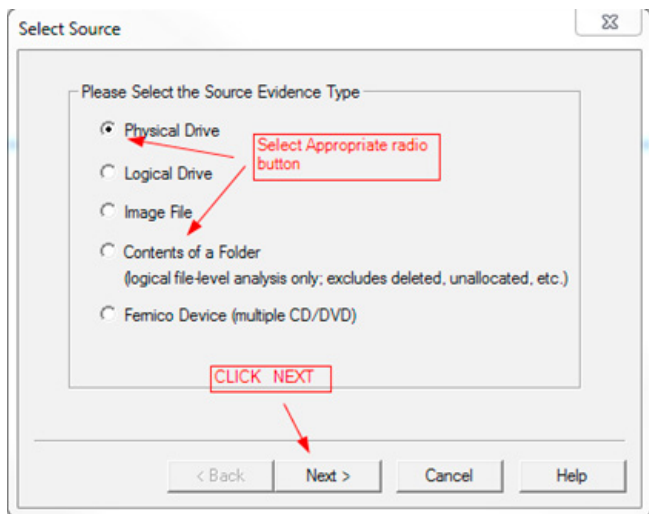 Select Source
Please Select the Source Evidence Type
Physical Drive
Select Appropriate radio
button
Logical Drive
Image File
Contents of a Folder
(logical file-level analysis only; excludes deleted, unallocated, etc.)
Fernico Device (multiple CD/DVD)
CLICK NEXT
< Back
Next >
Cancel
Help